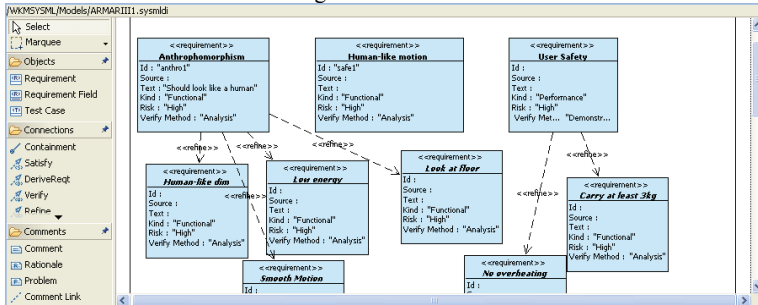 /WKMSYSML/Models/ARMARIII1.sysmldi
Select
Marquee
Objects
Requirement
Requirement Field
Test Case
Connections
Containment
Satisfy
DeriveReqt
Verify
Refine
Comments
Comment
Rationale
Problem
Comment Link
<<requirement>>
Anthrophomorphism
Id : "anthro1"
Source :
Text : "Should look like a human"
Kind : "Functional"
Risk : "High"
Verify Method : "Analysis"
<<requirement>>
Human-like motion
Id : "safe1"
Source :
Text :
Kind : "Functional"
Risk : "High"
Verify Method : "Analysis"
<<requirement>>
User Safety
Id :
Source :
Text :
Kind : "Performance"
Risk : "High"
Verify Met... "Demonstr...
<<refine>>
<<refine>>
<<refine>>
<<refine>>
<<refine>>
<<refine>>
<<requirement>>
Human-like dim
Id :
Source :
Text :
Kind : "Functional"
Risk : "High"
Verify Method : "Analysis"
<<requirement>>
Low energy
Id :
Source :
Text :
Kind : "Functional"
Risk : "High"
Verify Method : "Analysis"
<<requirement>>
Look at floor
Id :
Source :
Text :
Kind : "Functional"
Risk : "High"
Verify Method : "Analysis"
<<requirement>>
Carry at least 3kg
Id :
Source :
Text :
Kind : "Functional"
Risk : "High"
Verify Method : "Analysis"
<<requirement>>
Smooth Motion
Id :
<<requirement>>
No overheating
Id :